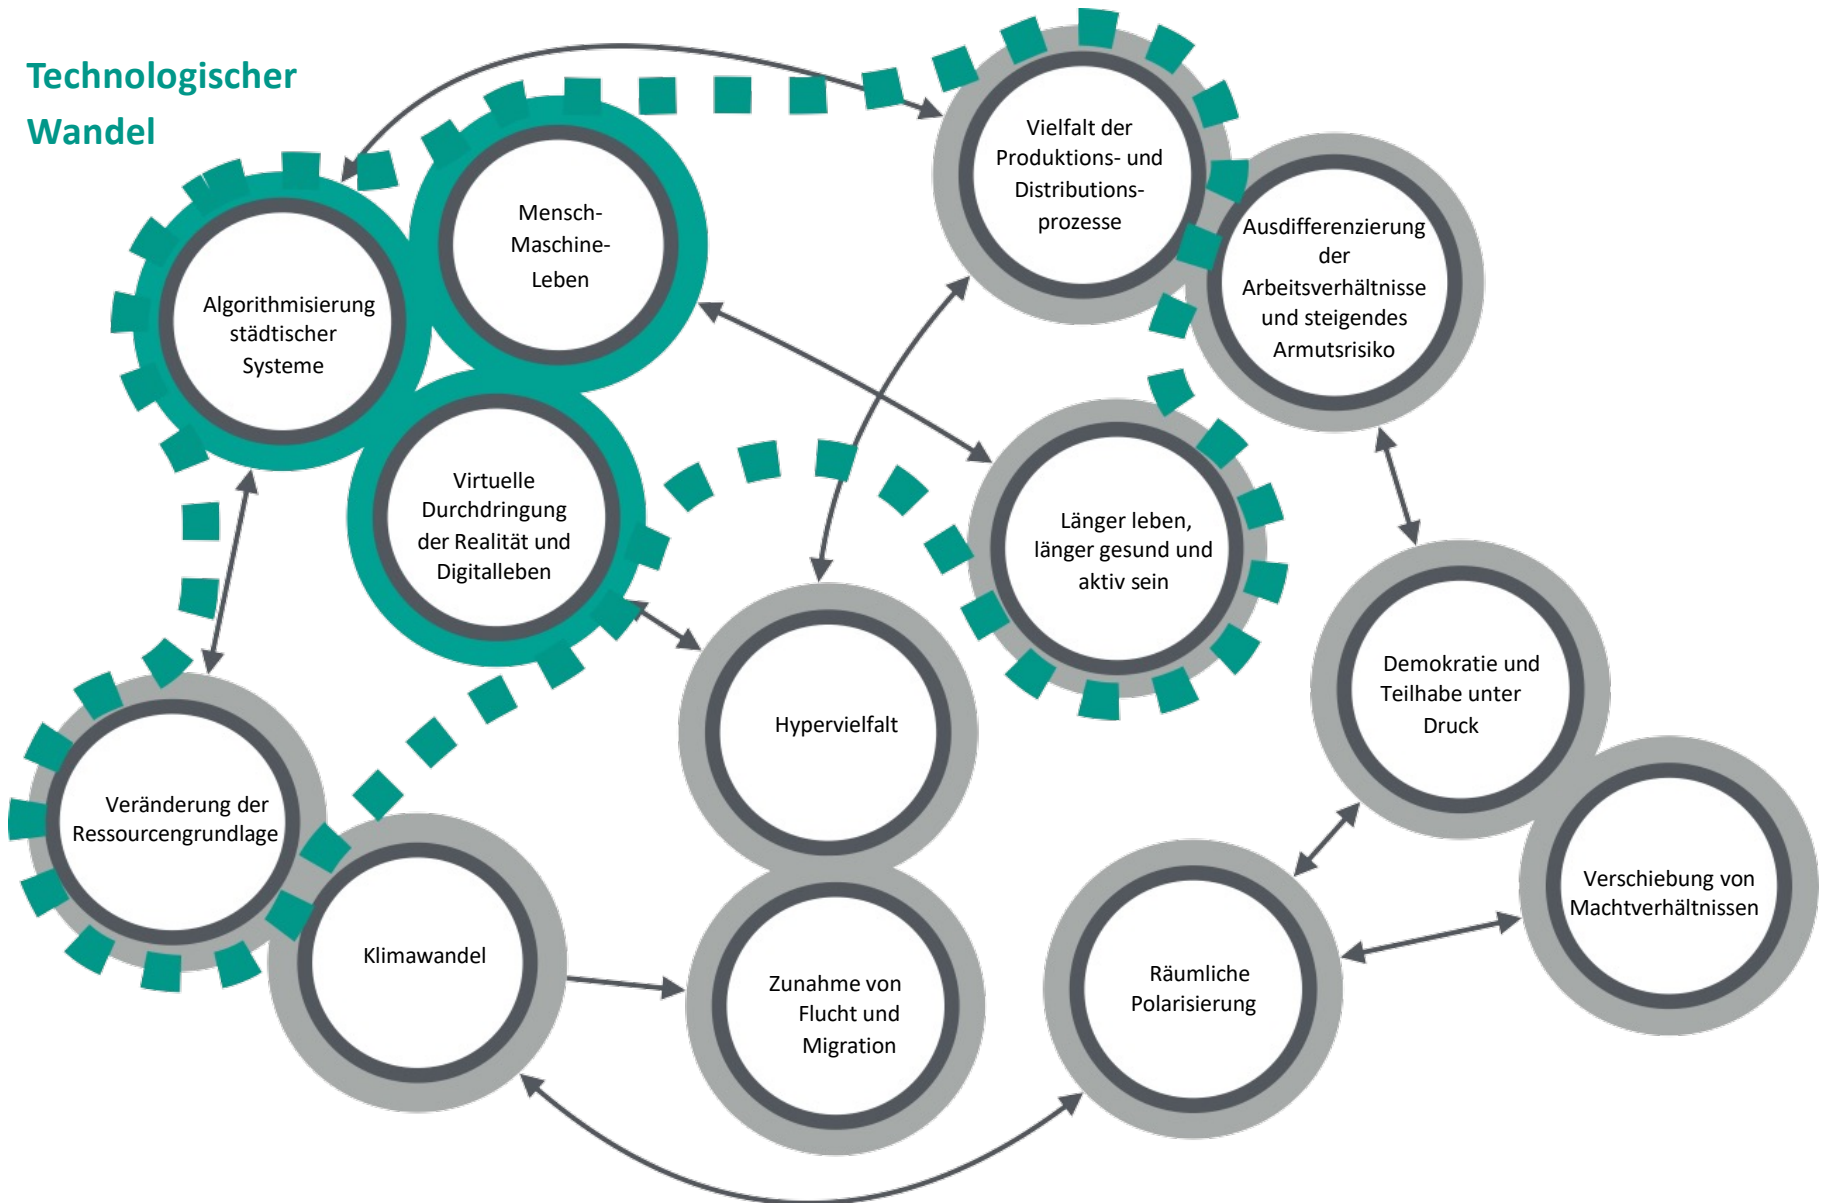 Technologischer
Wandel
Vielfalt der
Produktions- und
Distributions-
prozesse
Mensch-
Maschine-
Leben
Ausdifferenzierung
der
Arbeitsverhältnisse
und steigendes
Armutsrisiko
Algorithmisierung
städtischer
Systeme
Virtuelle
Durchdringung
der Realität und
Digitalleben
Länger leben,
länger gesund und
aktiv sein
Demokratie und
Teilhabe unter
Druck
Hypervielfalt
Veränderung der
Ressourcengrundlage
Verschiebung von
Machtverhältnissen
Klimawandel
Zunahme von
Flucht und
Migration
Räumliche
Polarisierung